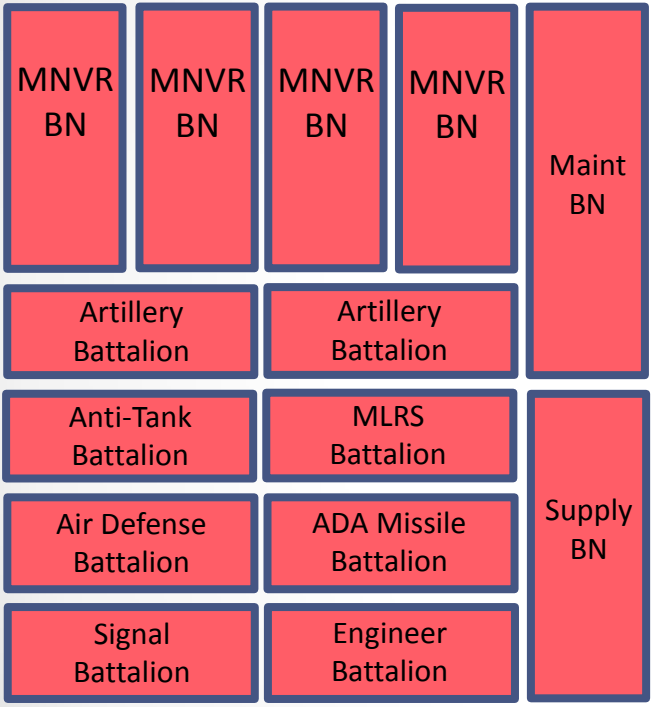 MNVR
BN
MNVR
BN
MNVR
BN
MNVR
BN
Maint
BN
Artillery
Battalion
Artillery
Battalion
Anti-Tank
Battalion
MLRS
Battalion
Supply
BN
Air Defense
Battalion
ADA Missile
Battalion
Signal
Battalion
Engineer
Battalion